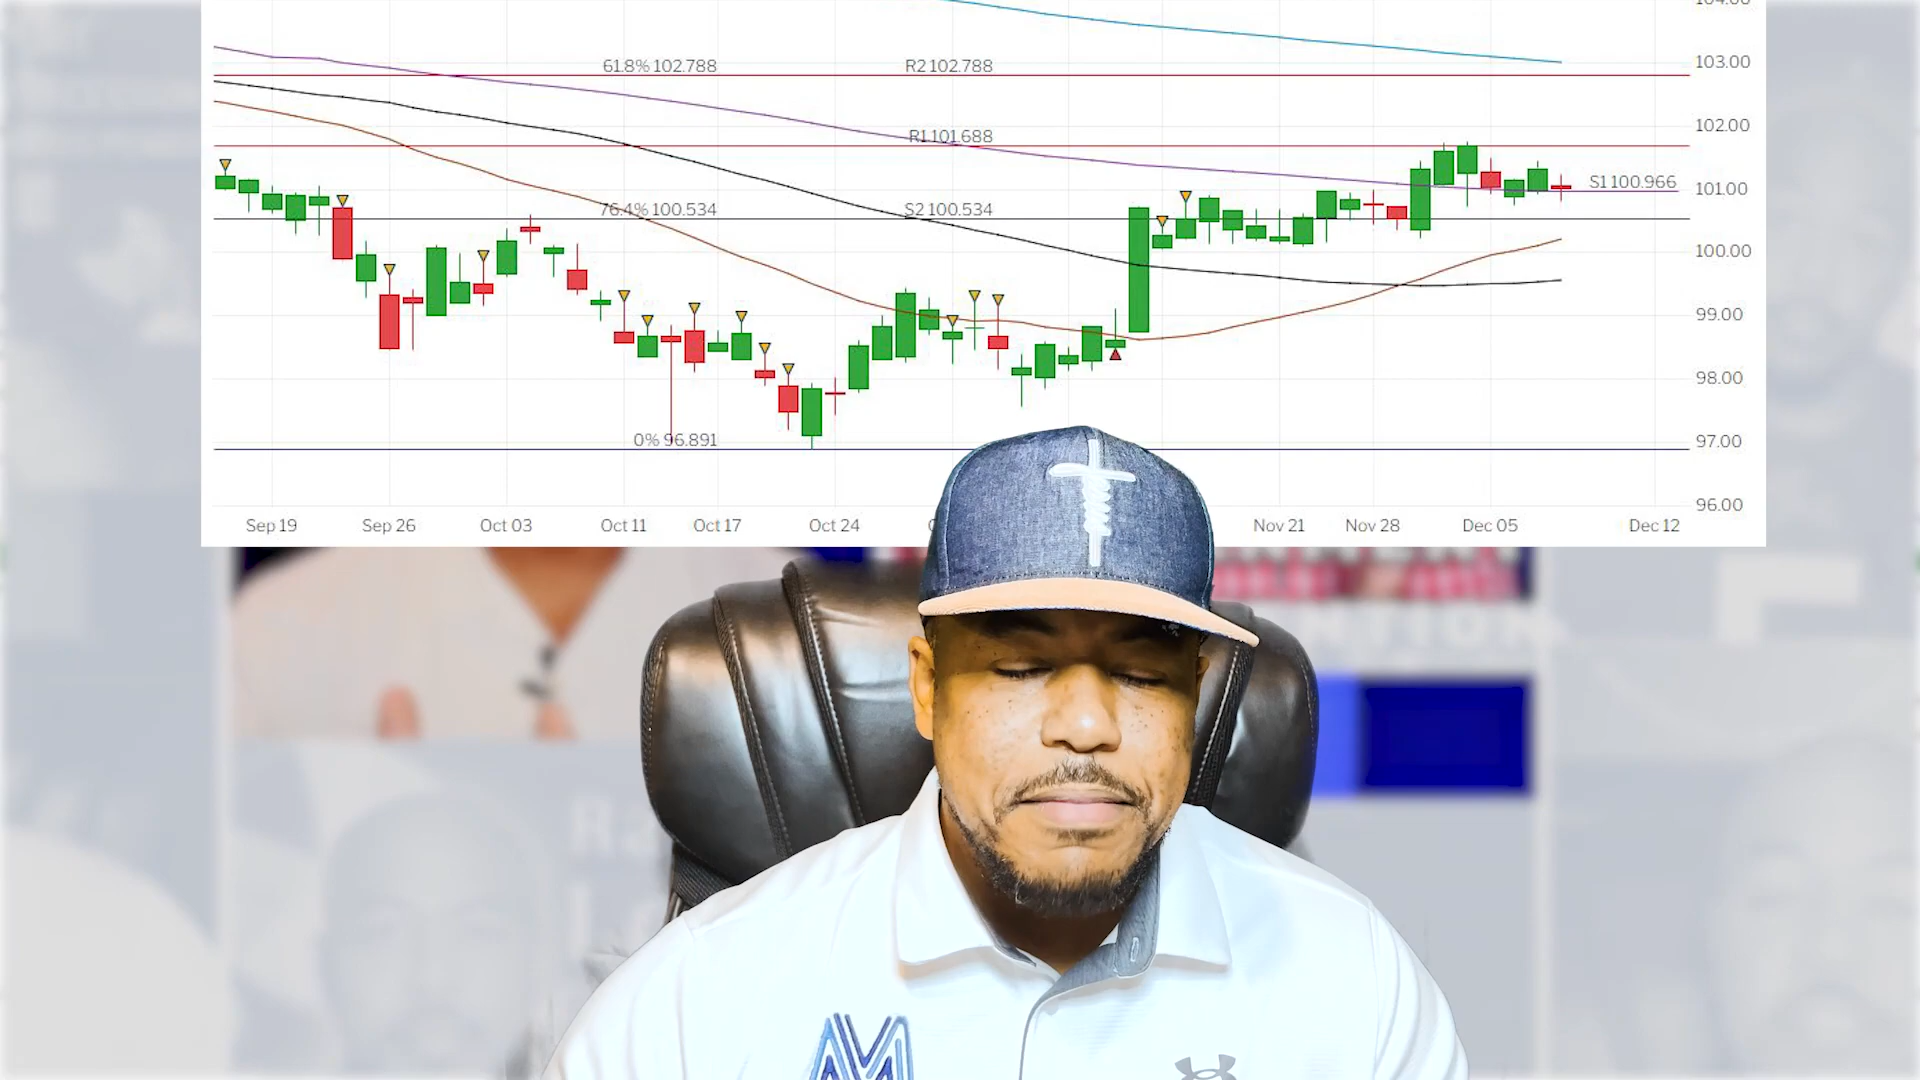 104.00
103.00
61.8% 102.788
R2 102.788
102.00
R1 101.688
S1 100.966
101.00
76.4% 100.534
S2 100.534
100.00
99.00
98.00
0% 96.891
97.00
96.00
Sep 19
Sep 26
Oct 03
Oct 11
Oct 17
Oct 24
Nov 21
Nov 28
Dec 05
Dec 12